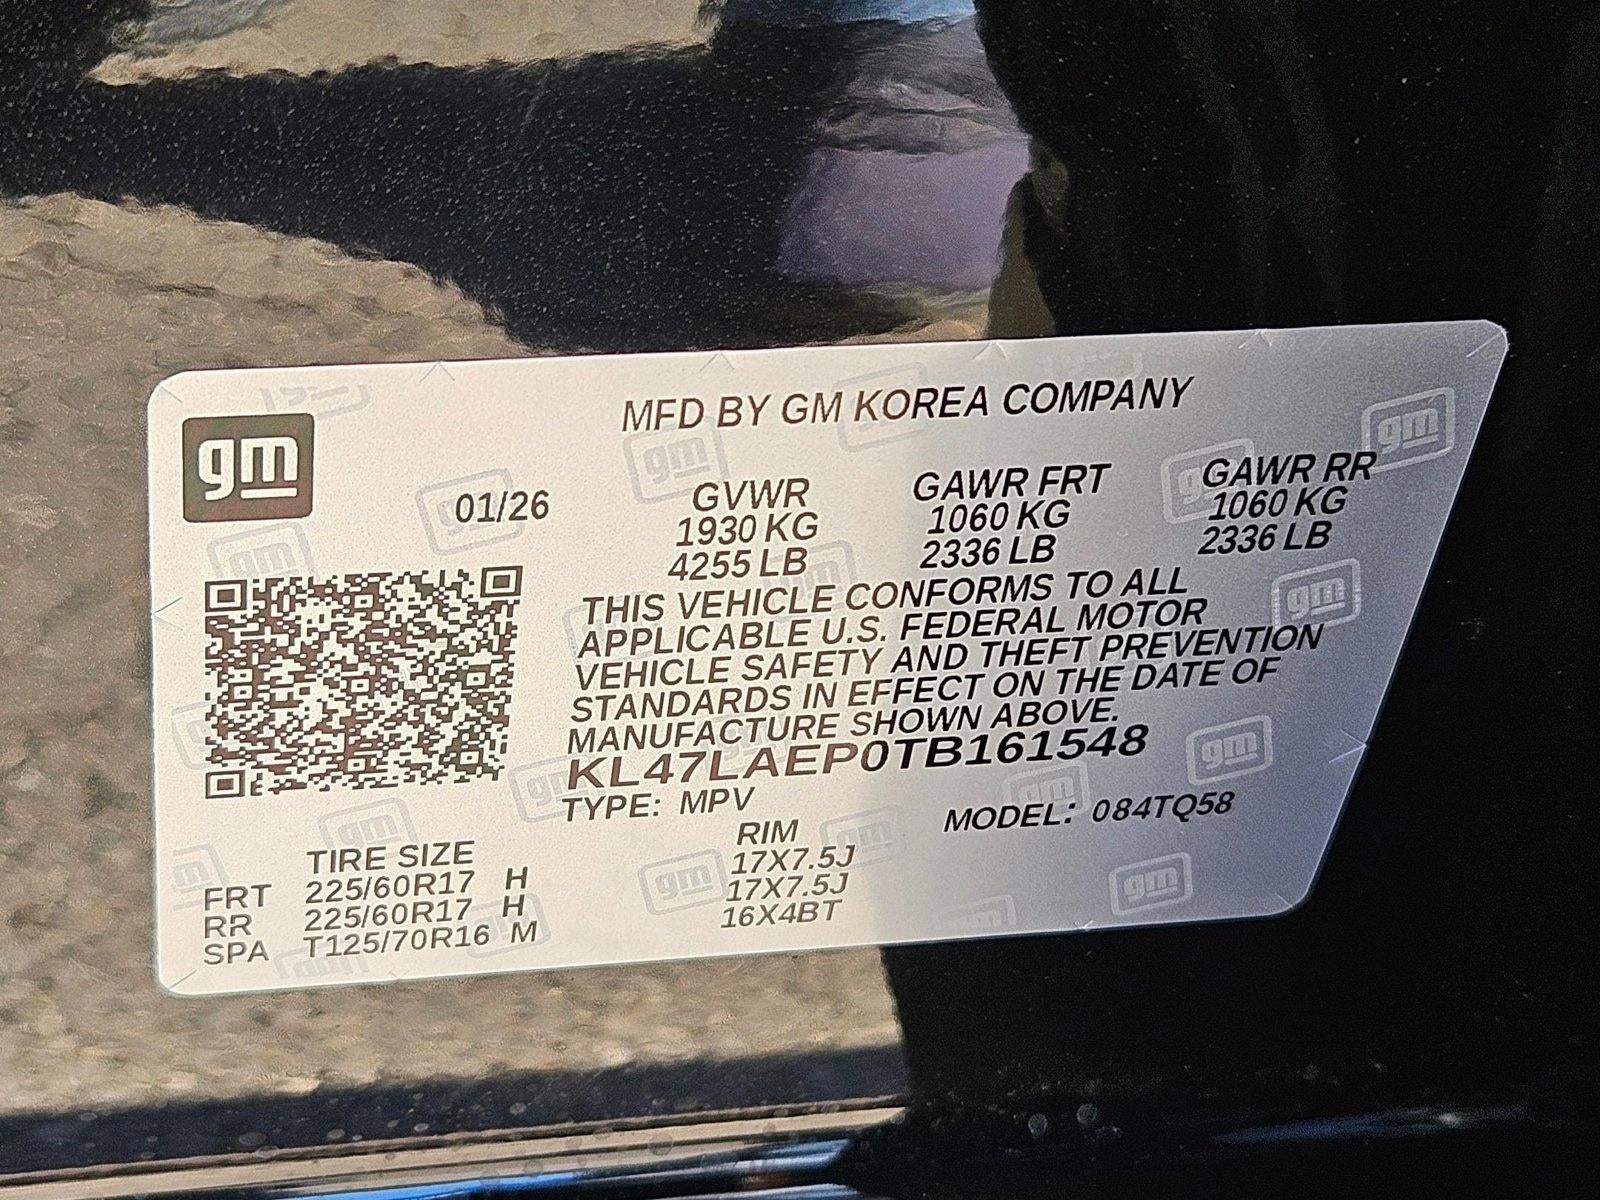 MFD BY GM KOREA COMPANY
gm
01/26
GVWR GAWR FRT GAWR RR
1930 KG 1060 KG 1060 KG
4255 LB 2336 LB 2336 LB
THIS VEHICLE CONFORMS TO ALL
APPLICABLE U.S. FEDERAL MOTOR
VEHICLE SAFETY AND THEFT PREVENTION
STANDARDS IN EFFECT ON THE DATE OF
MANUFACTURE SHOWN ABOVE.
KL47LAEP0TB161548
TYPE: MPV MODEL: 084TQ58
TIRE SIZE RIM
FRT 225/60R17 H 17X7.5J
RR 225/60R17 H 17X7.5J
SPA T125/70R16 M 16X4BT